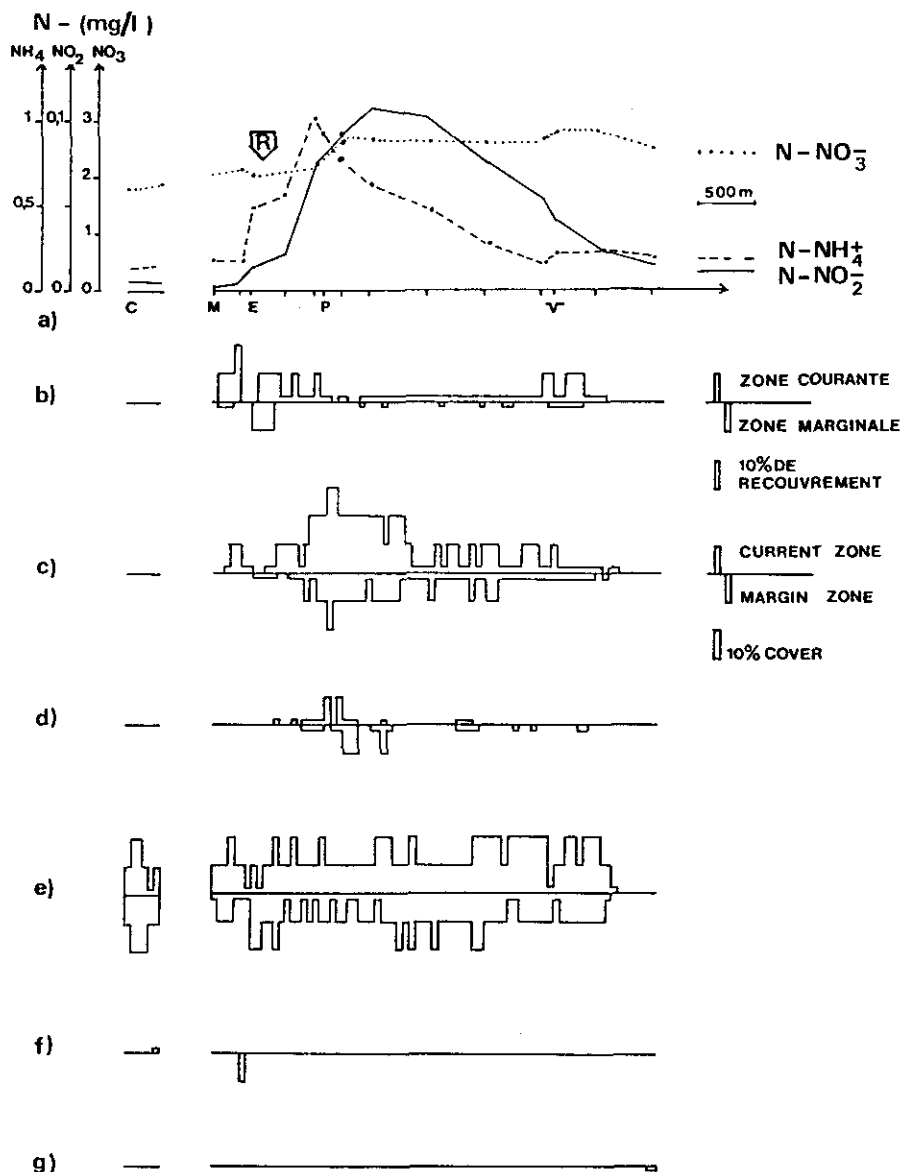 N - (mg/l)
NH4 NO2 NO3
1 0,1 3
R
2
0,5
1
0 0 0
C M E P V
N-NO3-
500m
N-NH4+
N-NO2-
a)
b)
ZONE COURANTE
ZONE MARGINALE
10% DE
RECOUVREMENT
c)
CURRENT ZONE
MARGIN ZONE
10% COVER
d)
e)
f)
g)